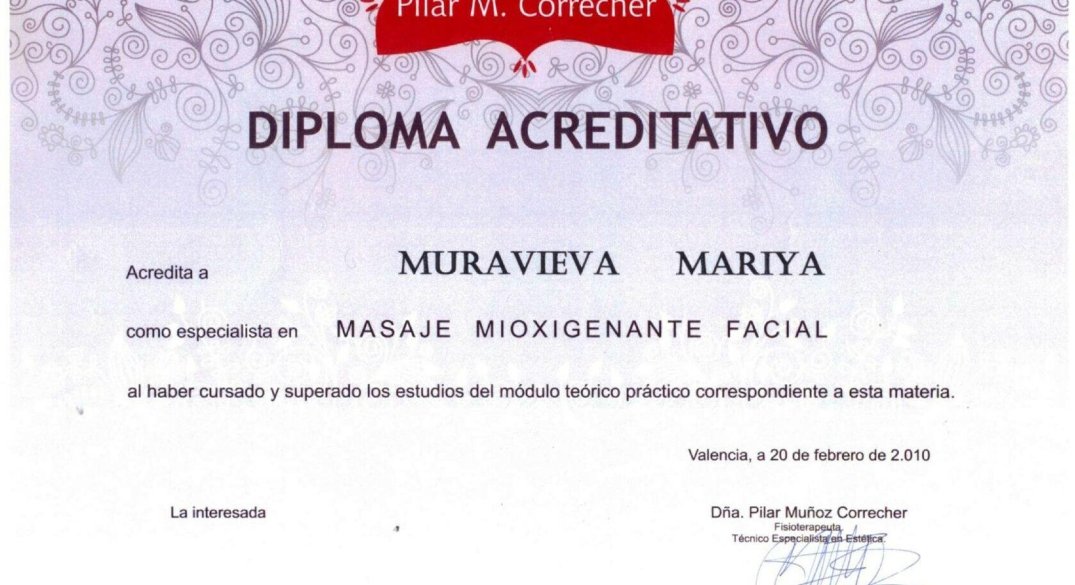 Pilar M. Correcher
DIPLOMA ACREDITATIVO
Acredita a MURAVIEVA MARIYA
como especialista en MASAJE MIOXIGENANTE FACIAL
al haber cursado y superado los estudios del módulo teórico práctico correspondiente a esta materia.
Valencia, a 20 de febrero de 2.010
La interesada
Dña. Pilar Muñoz Correcher
Fisioterapeuta.
Técnico Especialista en Estética.